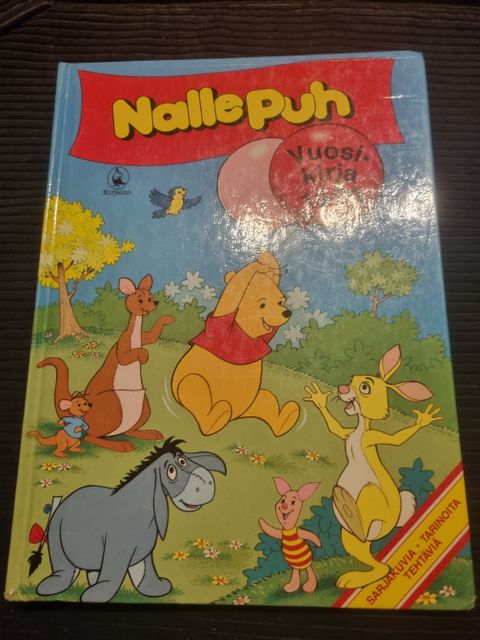 Nalle Puh
Vuosi-
kirja
Kirjalito
SARJAKUVIA • TARINOITA
TEHTÄVIÄ